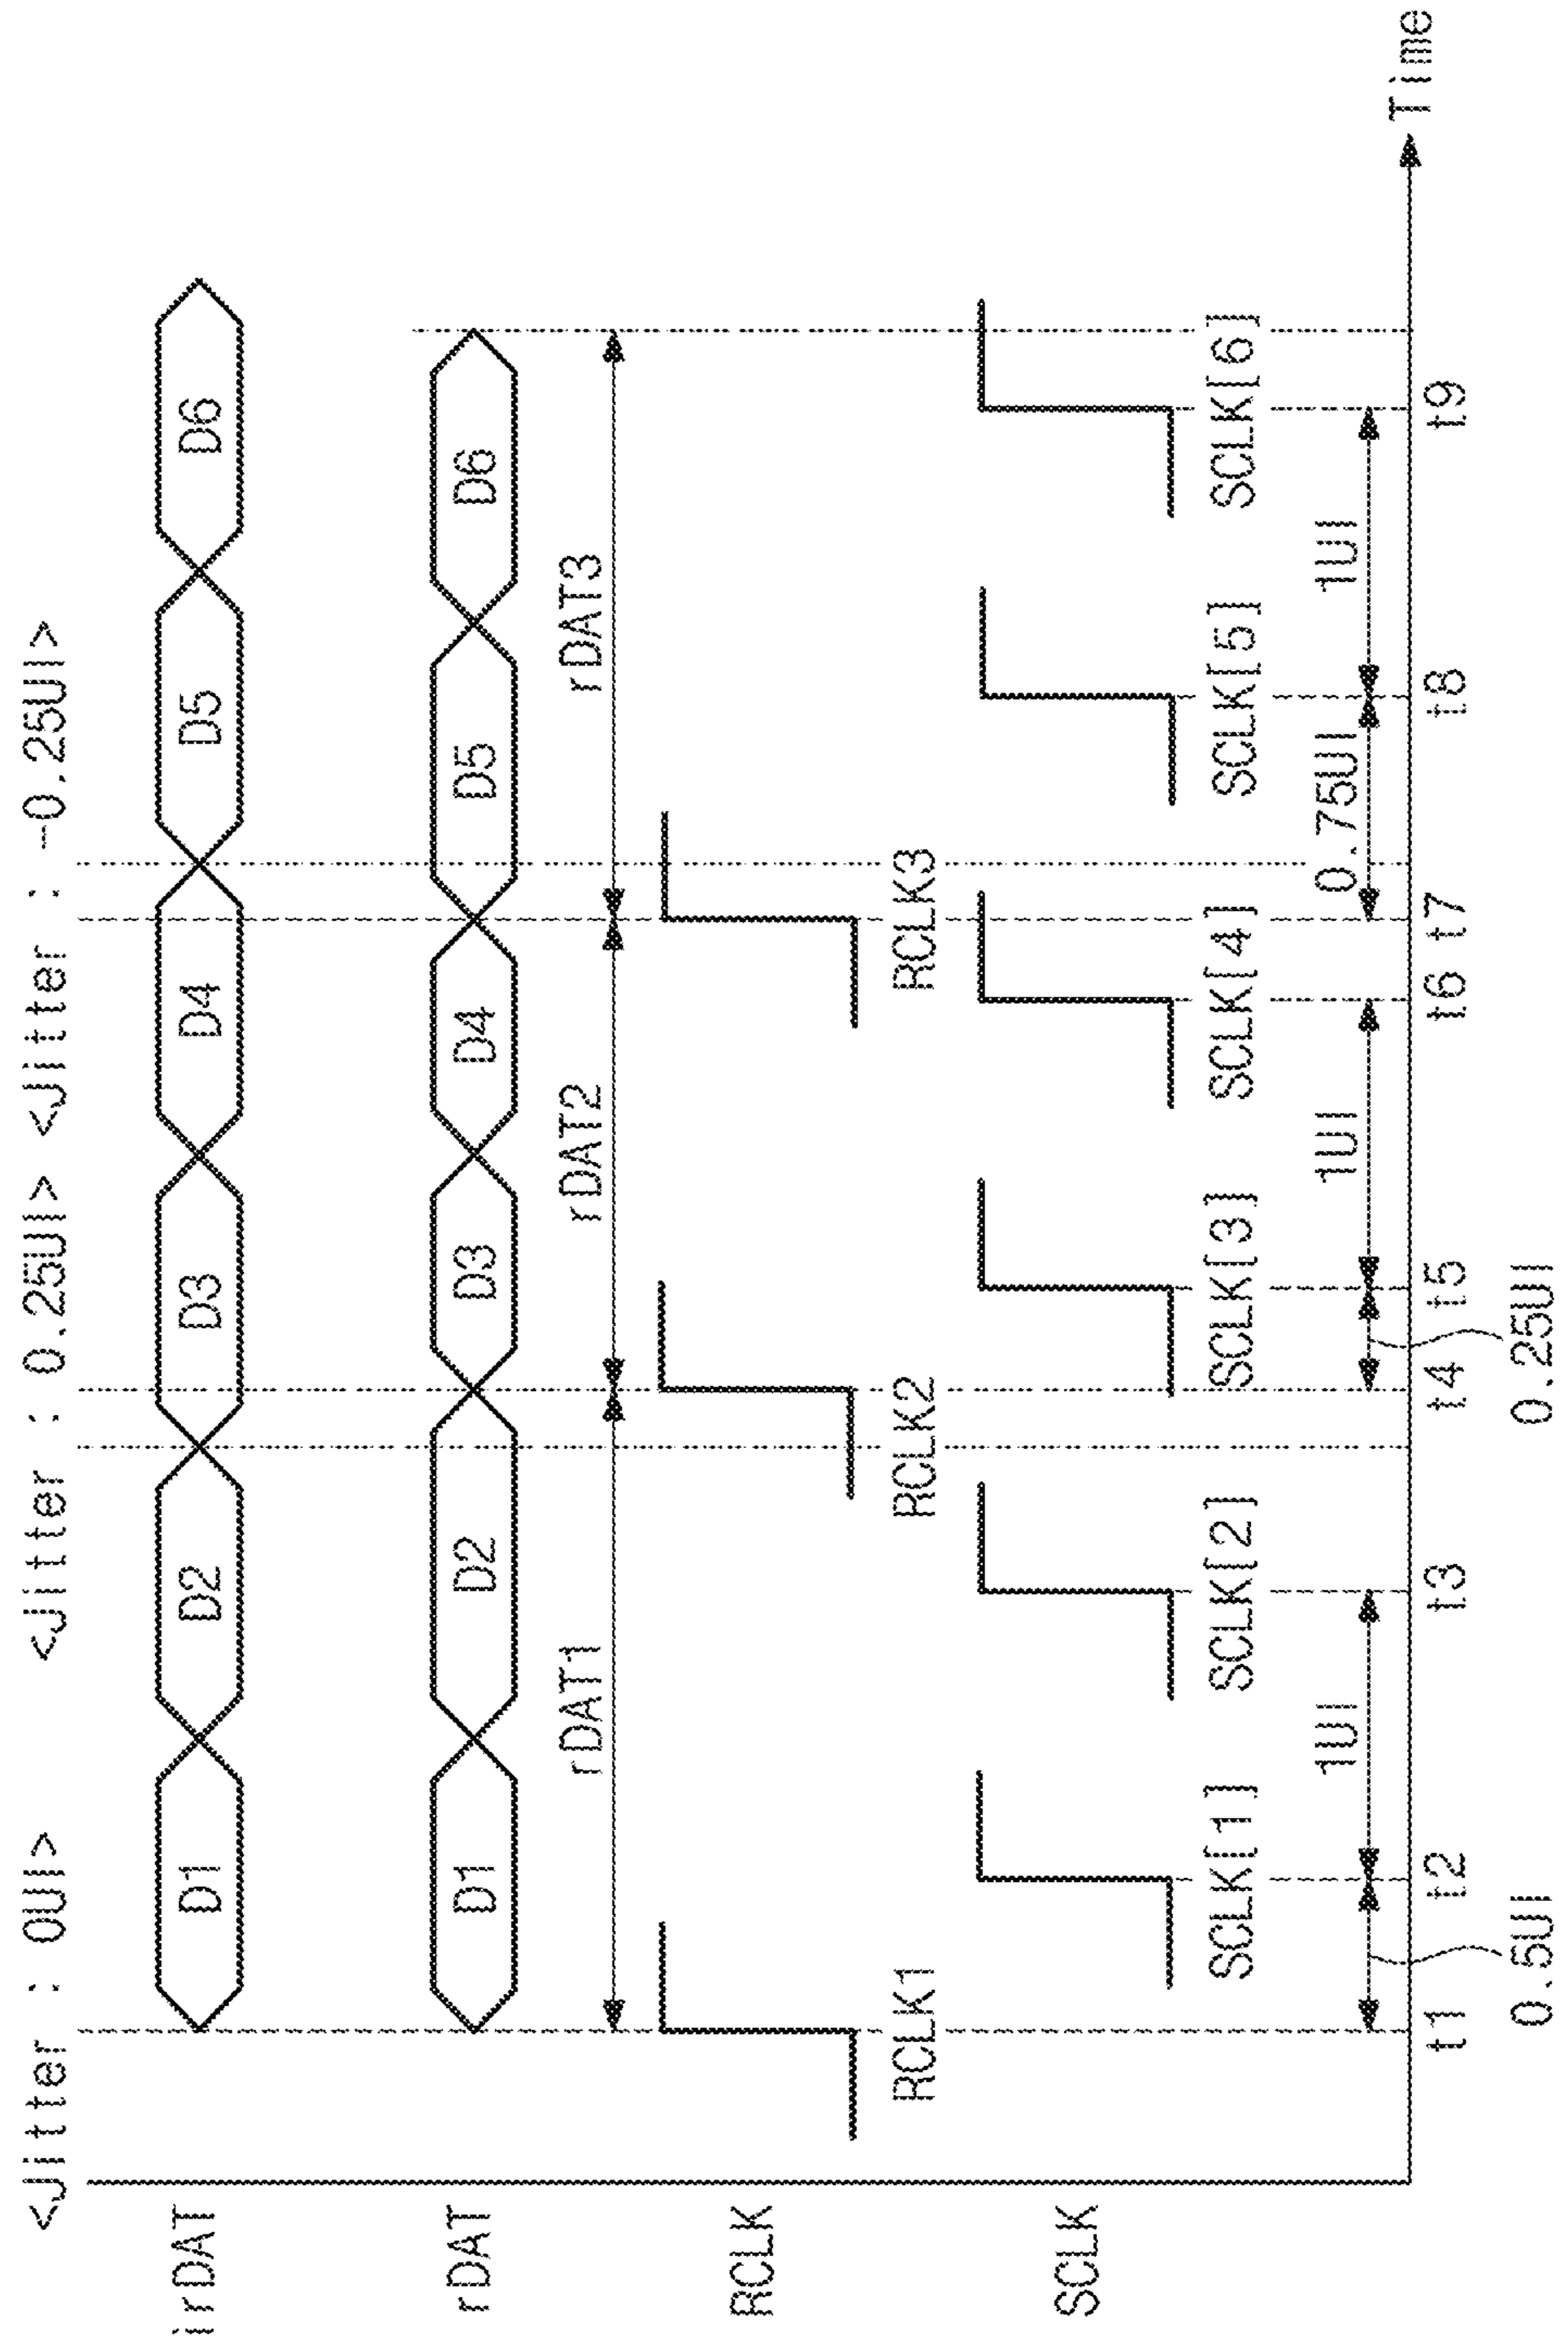 <Jitter : 0UI> <Jitter : 0.25UI> <Jitter : -0.25UI>
irDAT D1 D2 D3 D4 D5 D6
rDAT D1 D2 D3 D4 D5 D6
rDAT1 rDAT2 rDAT3
RCLK
RCLK1 RCLK2 RCLK3
SCLK
SCLK[1] SCLK[2] SCLK[3] SCLK[4] SCLK[5] SCLK[6]
1UI 1UI 0.75UI 1UI
Time
t1 t2 t3 t4 t5 t6 t7 t8 t9
0.5UI 0.25UI